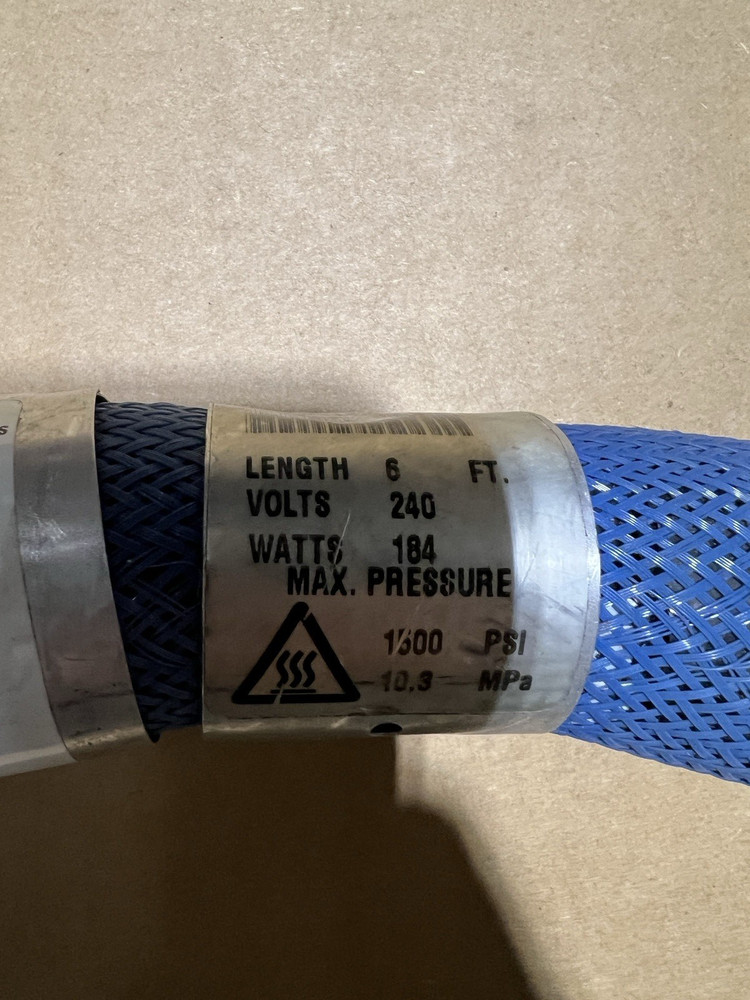 s
LENGTH 6 FT.
VOLTS 240
WATTS 184
MAX. PRESSURE
1500 PSI
10.3 MPa